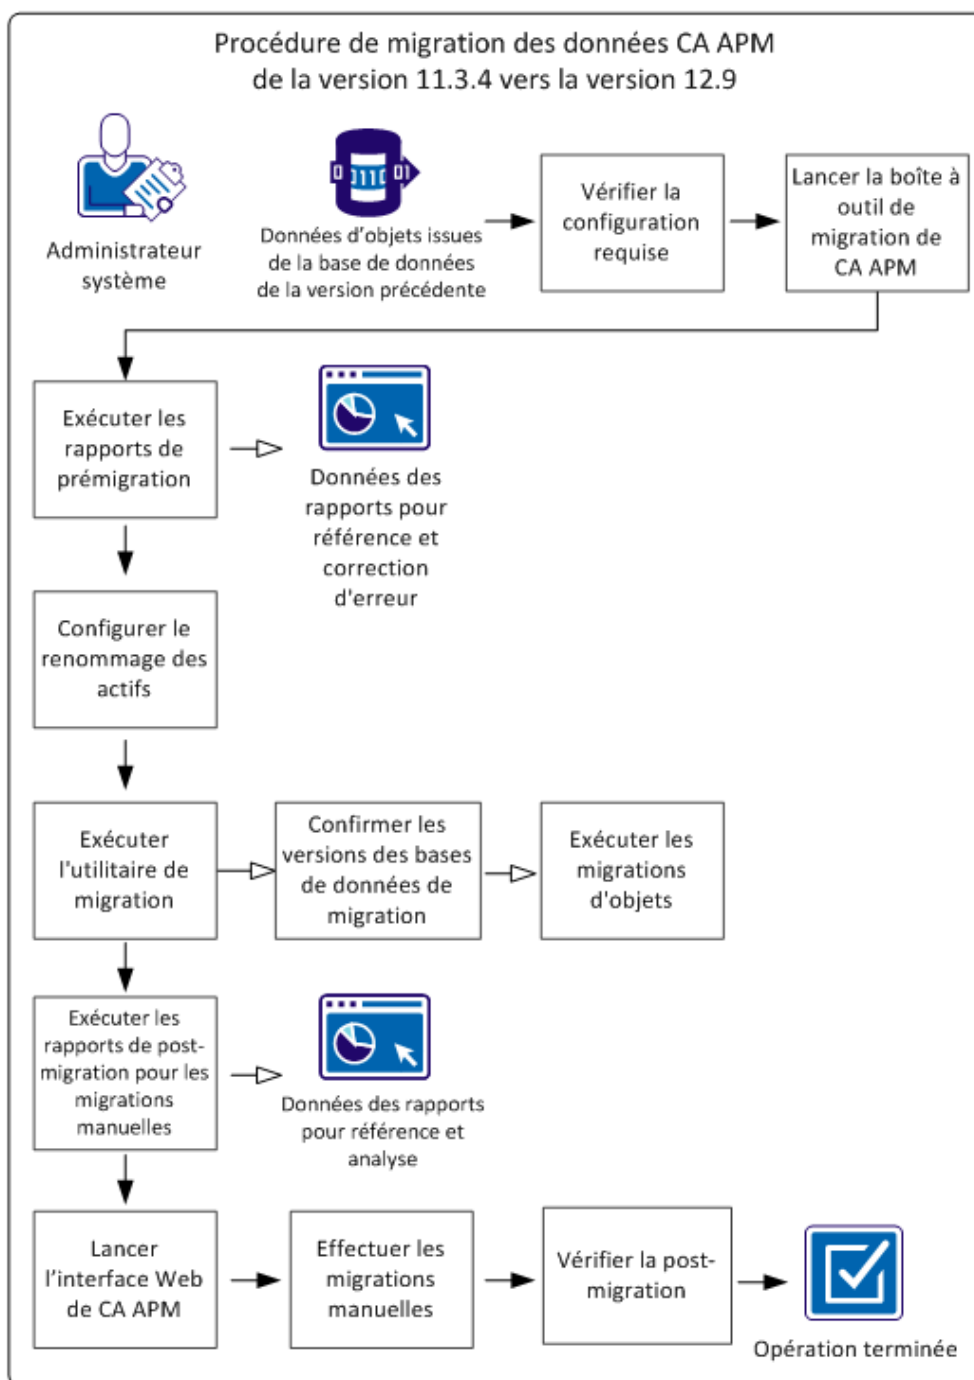 Procédure de migration des données CA APM
de la version 11.3.4 vers la version 12.9
Administrateur
système
0 0110 01
Données d'objets issues
de la base de données
de la version précédente
Vérifier la
configuration
requise
Lancer la boîte à
outil de
migration de
CA APM
Exécuter les
rapports de
prémigration
Données des
rapports pour
référence et
correction
d'erreur
Configurer le
renommage des
actifs
Exécuter
l'utilitaire de
migration
Confirmer les
versions des bases
de données de
migration
Exécuter les
migrations
d'objets
Exécuter les
rapports de post-
migration pour les
migrations
manuelles
Données des rapports
pour référence et
analyse
Lancer
l'interface Web
de CA APM
Effectuer les
migrations
manuelles
Vérifier la post-
migration
Opération terminée